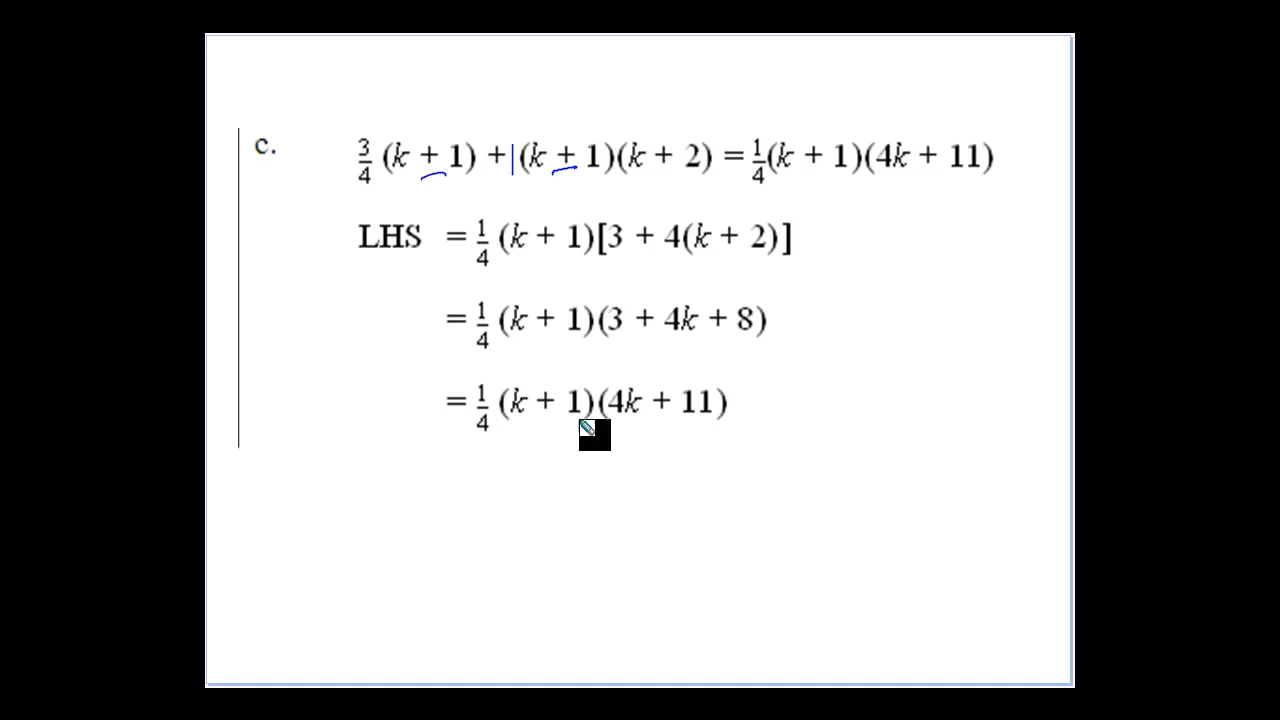 c. ¾ (k + 1) + |(k + 1)(k + 2) = ¼(k + 1)(4k + 11)
LHS = ¼ (k + 1)[3 + 4(k + 2)]
= ¼ (k + 1)(3 + 4k + 8)
= ¼ (k + 1)(4k + 11)